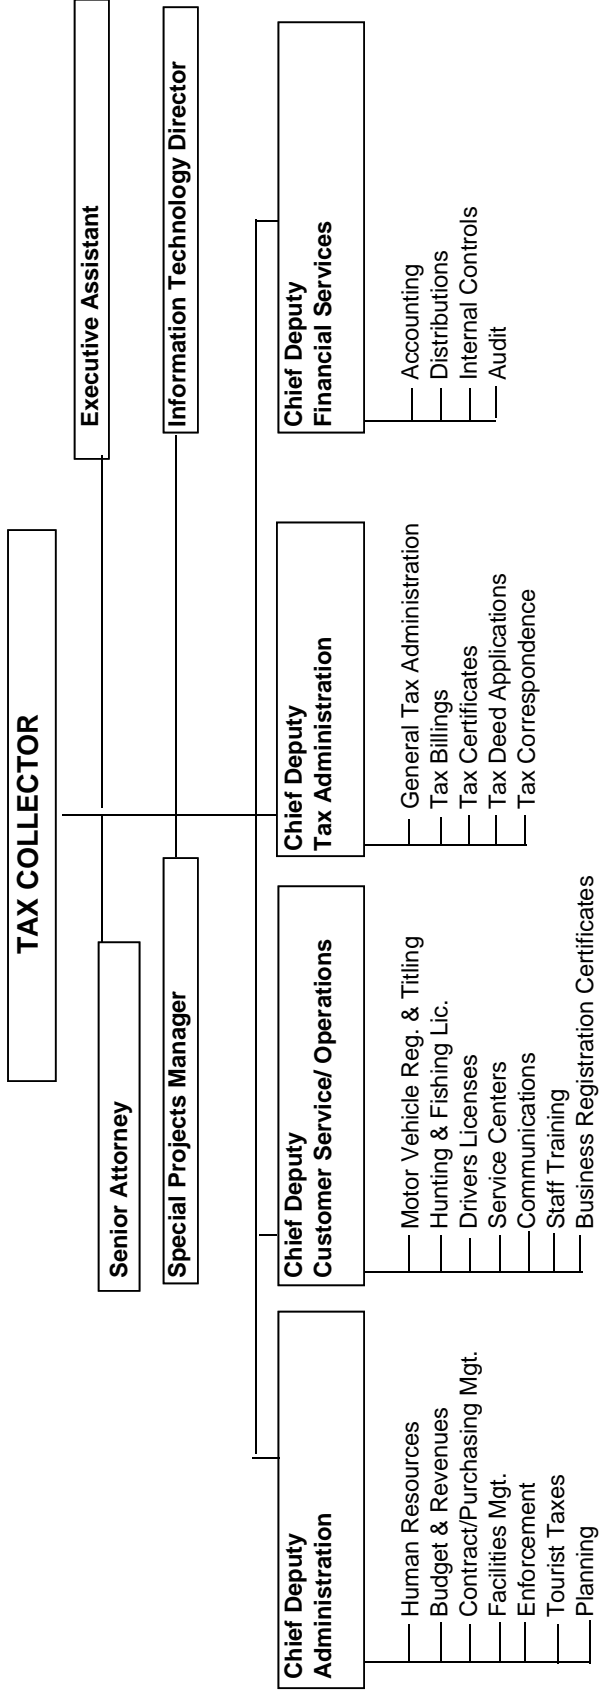 TAX COLLECTOR
Senior Attorney
Executive Assistant
Special Projects Manager
Information Technology Director
Chief Deputy
Administration
Human Resources
Budget & Revenues
Contract/Purchasing Mgt.
Facilities Mgt.
Enforcement
Tourist Taxes
Planning
Chief Deputy
Customer Service/ Operations
Motor Vehicle Reg. & Titling
Hunting & Fishing Lic.
Drivers Licenses
Service Centers
Communications
Staff Training
Business Registration Certificates
Chief Deputy
Tax Administration
General Tax Administration
Tax Billings
Tax Certificates
Tax Deed Applications
Tax Correspondence
Chief Deputy
Financial Services
Accounting
Distributions
Internal Controls
Audit